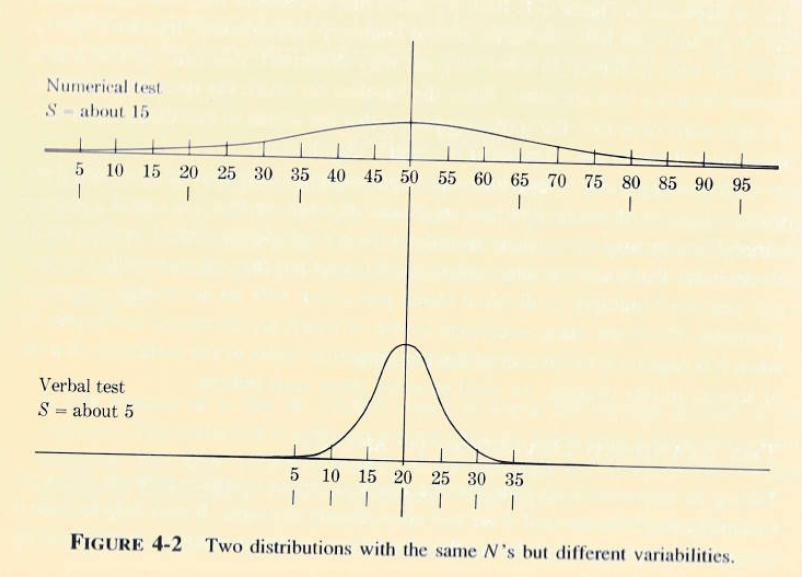 Numerical test
S = about 15
5 10 15 20 25 30 35 40 45 50 55 60 65 70 75 80 85 90 95
Verbal test
S = about 5
5 10 15 20 25 30 35
FIGURE 4-2 Two distributions with the same N's but different variabilities.